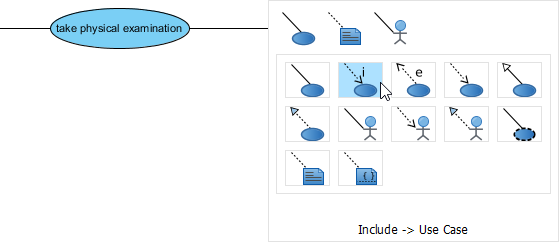 take physical examination
i
e
{ }
Include -> Use Case